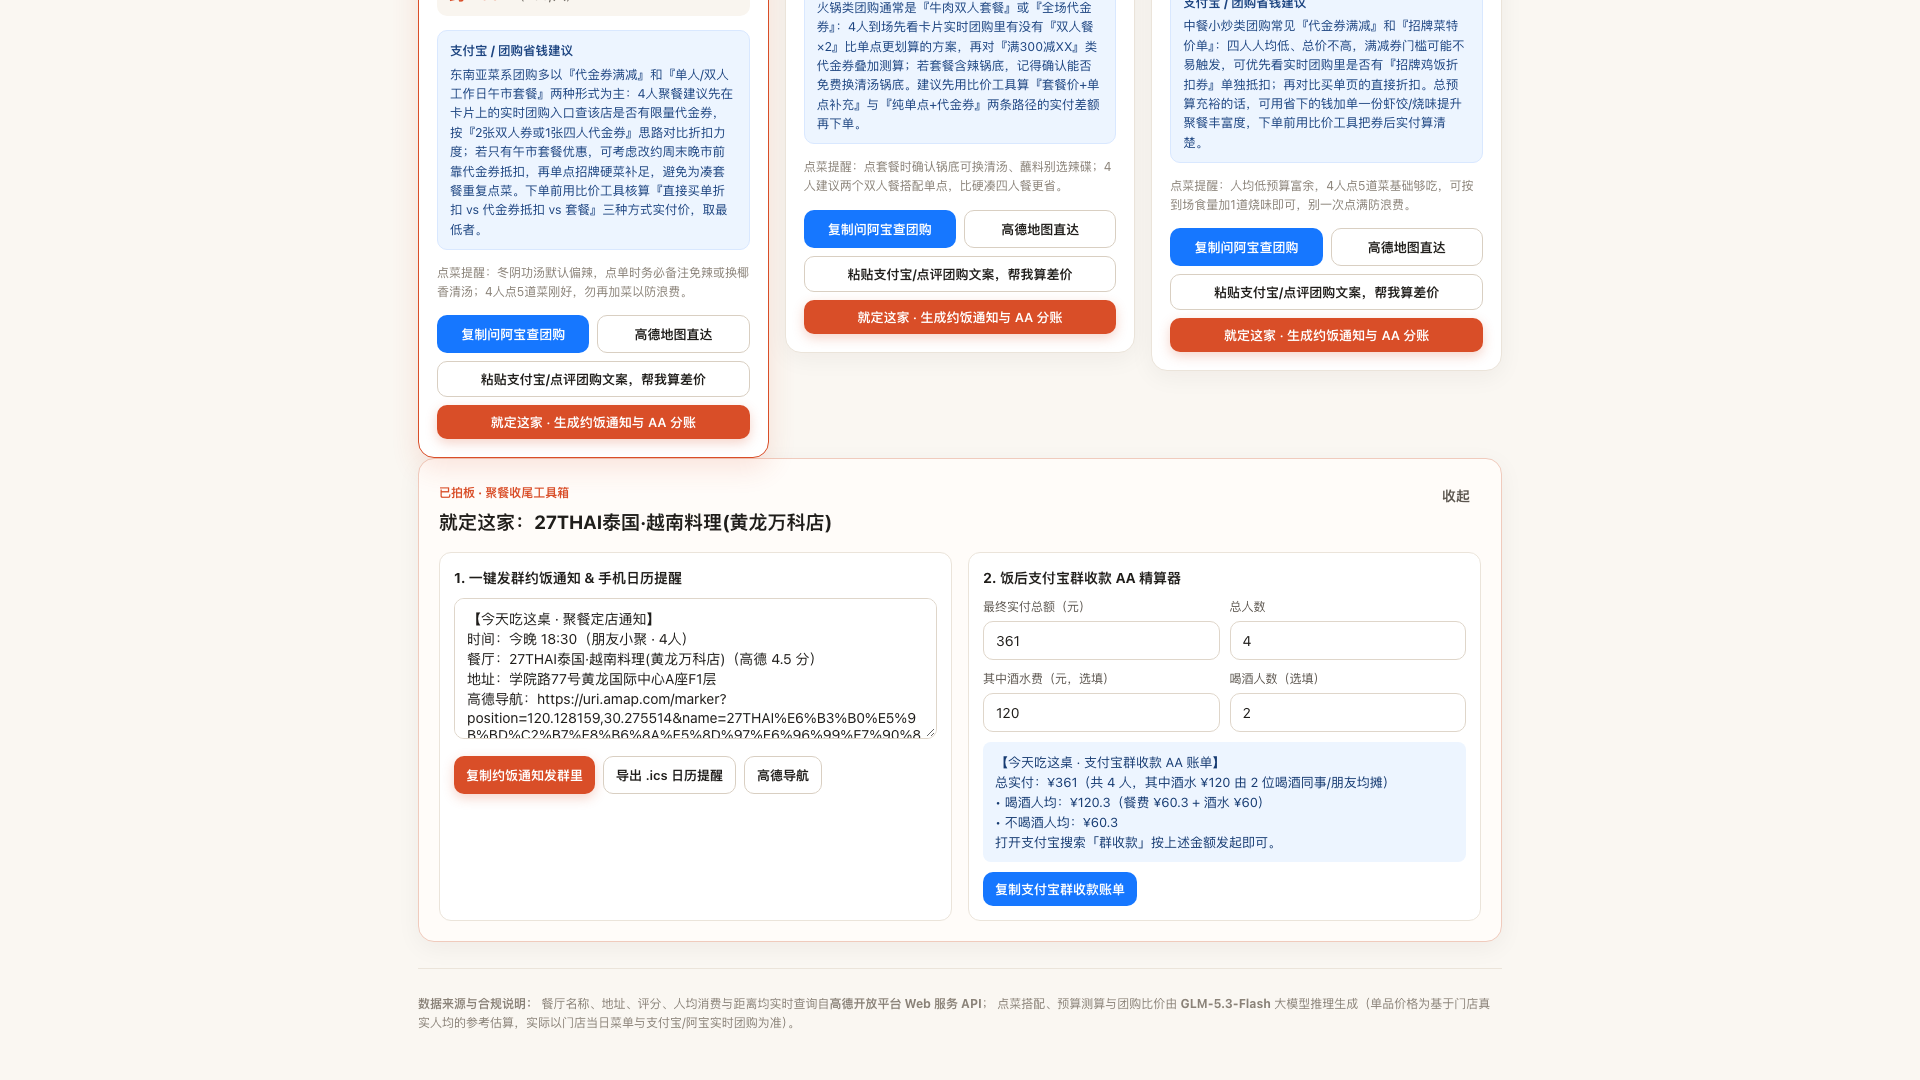 支付宝 / 团购省钱建议
东南亚菜系团购多以『代金券满减』和『单人/双人
工作日午市套餐』两种形式为主：4人聚餐建议先在
卡片上的实时团购入口查该店是否有限量代金券，
按『2张双人券或1张四人代金券』思路对比折扣力
度；若只有午市套餐优惠，可考虑改约周末晚市前
靠代金券抵扣，再单点招牌硬菜补足，避免为凑套
餐重复点菜。下单前用比价工具核算『直接买单折
扣 vs 代金券抵扣 vs 套餐』三种方式实付价，取最
低者。
点菜提醒：冬阴功汤默认偏辣，点单时务必备注免辣或换椰
香清汤；4人点5道菜刚好，勿再加菜以防浪费。
复制问阿宝查团购
高德地图直达
粘贴支付宝/点评团购文案，帮我算差价
就定这家 · 生成约饭通知与 AA 分账
火锅类团购通常是『牛肉双人套餐』或『全场代金
券』：4人到场先看卡片实时团购里有没有『双人餐
×2』比单点更划算的方案，再对『满300减XX』类
代金券叠加测算；若套餐含辣锅底，记得确认能否
免费换清汤锅底。建议先用比价工具算『套餐价+单
点补充』与『纯单点+代金券』两条路径的实付差额
再下单。
点菜提醒：点套餐时确认锅底可换清汤、蘸料别选辣碟；4
人建议两个双人餐搭配单点，比硬凑四人餐更省。
复制问阿宝查团购
高德地图直达
粘贴支付宝/点评团购文案，帮我算差价
就定这家 · 生成约饭通知与 AA 分账
支付宝 / 团购省钱建议
中餐小炒类团购常见『代金券满减』和『招牌菜特
价单』：四人人均低、总价不高，满减券门槛可能不
易触发，可优先看实时团购里是否有『招牌鸡饭折
扣券』单独抵扣；再对比买单页的直接折扣。总预
算充裕的话，可用省下的钱加单一份虾饺/烧味提升
聚餐丰富度，下单前用比价工具把券后实付算清
楚。
点菜提醒：人均低预算富余，4人点5道菜基础够吃，可按
到场食量加1道烧味即可，别一次点满防浪费。
复制问阿宝查团购
高德地图直达
粘贴支付宝/点评团购文案，帮我算差价
就定这家 · 生成约饭通知与 AA 分账
已拍板 · 聚餐收尾工具箱
收起
就定这家：27THAI泰国·越南料理(黄龙万科店)
1. 一键发群约饭通知 & 手机日历提醒
【今天吃这桌 · 聚餐定店通知】
时间：今晚 18:30（朋友小聚 · 4人）
餐厅：27THAI泰国·越南料理(黄龙万科店)（高德 4.5 分）
地址：学院路77号黄龙国际中心A座F1层
高德导航：https://uri.amap.com/marker?
position=120.128159,30.275514&name=27THAI%E6%B3%B0%E5%9
B%BD%C2%B7%E8%B6%8A%E5%8D%97%E6%96%99%E7%90%8
复制约饭通知发群里
导出 .ics 日历提醒
高德导航
2. 饭后支付宝群收款 AA 精算器
最终实付总额（元）
总人数
361
4
其中酒水费（元，选填）
喝酒人数（选填）
120
2
【今天吃这桌 · 支付宝群收款 AA 账单】
总实付：¥361（共 4 人，其中酒水 ¥120 由 2 位喝酒同事/朋友均摊）
• 喝酒人均：¥120.3（餐费 ¥60.3 + 酒水 ¥60）
• 不喝酒人均：¥60.3
打开支付宝搜索「群收款」按上述金额发起即可。
复制支付宝群收款账单
数据来源与合规说明： 餐厅名称、地址、评分、人均消费与距离均实时查询自高德开放平台 Web 服务 API； 点菜搭配、预算测算与团购比价由 GLM-5.3-Flash 大模型推理生成（单品价格为基于门店真
实人均的参考估算，实际以门店当日菜单与支付宝/阿宝实时团购为准）。